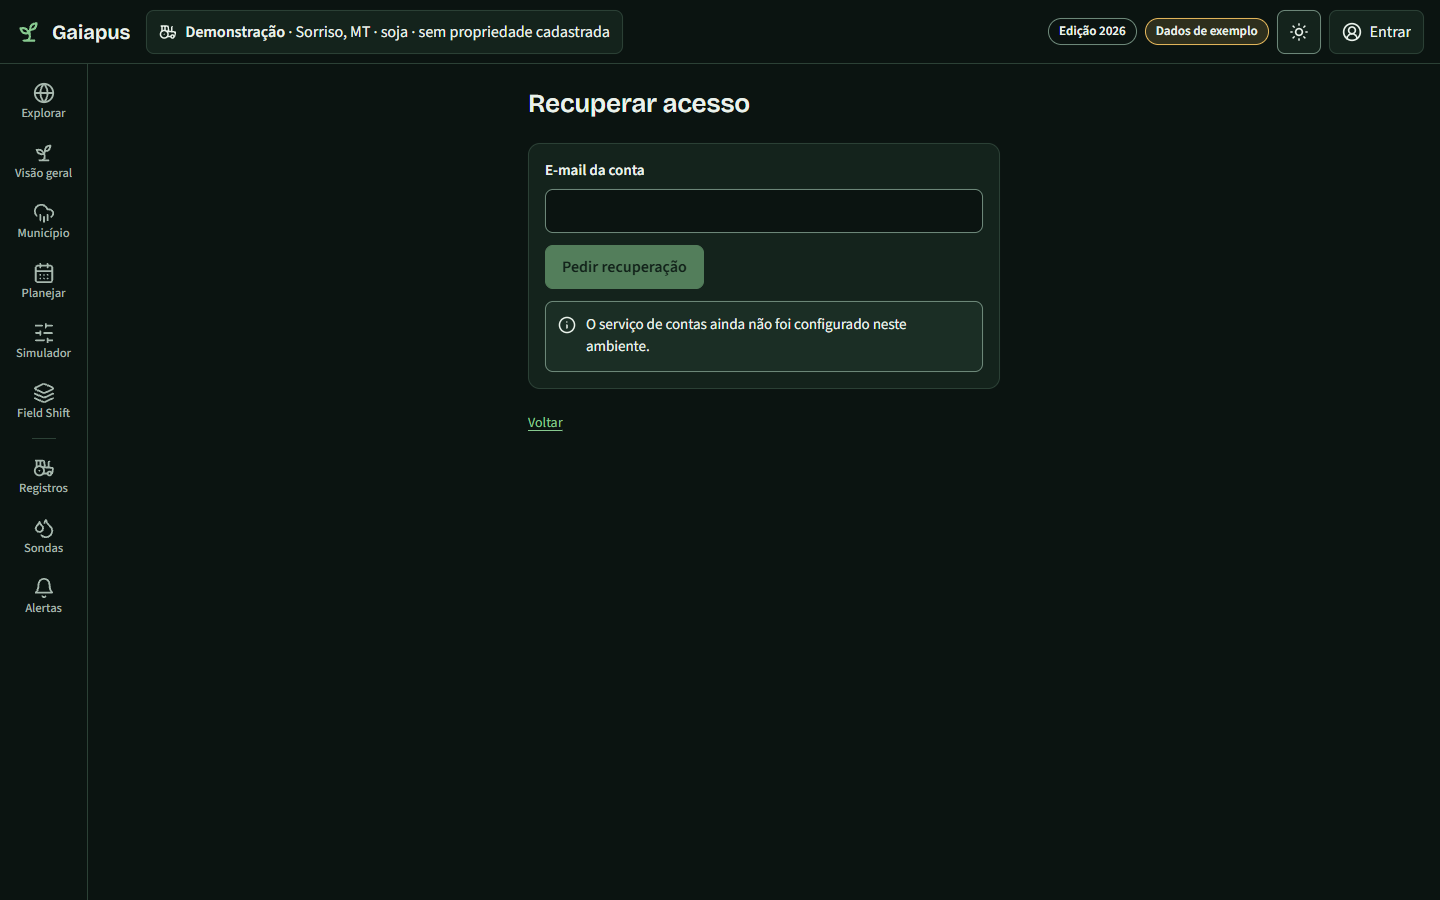 Gaiapus
Demonstração · Sorriso, MT · soja · sem propriedade cadastrada
Edição 2026
Dados de exemplo
Entrar
Explorar
Visão geral
Município
Planejar
Simulador
Field Shift
Registros
Sondas
Alertas
Recuperar acesso
E-mail da conta
Pedir recuperação
O serviço de contas ainda não foi configurado neste
ambiente.
Voltar